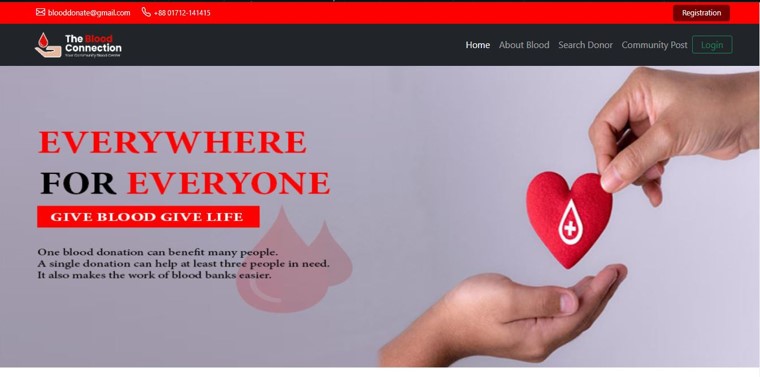 blooddonate@gmail.com +88 01712-141415 Registration
The Blood
Connection
Your Community Blood Center
Home About Blood Search Donor Community Post Login
EVERYWHERE
FOR EVERYONE
GIVE BLOOD GIVE LIFE
One blood donation can benefit many people.
A single donation can help at least three people in need.
It also makes the work of blood banks easier.